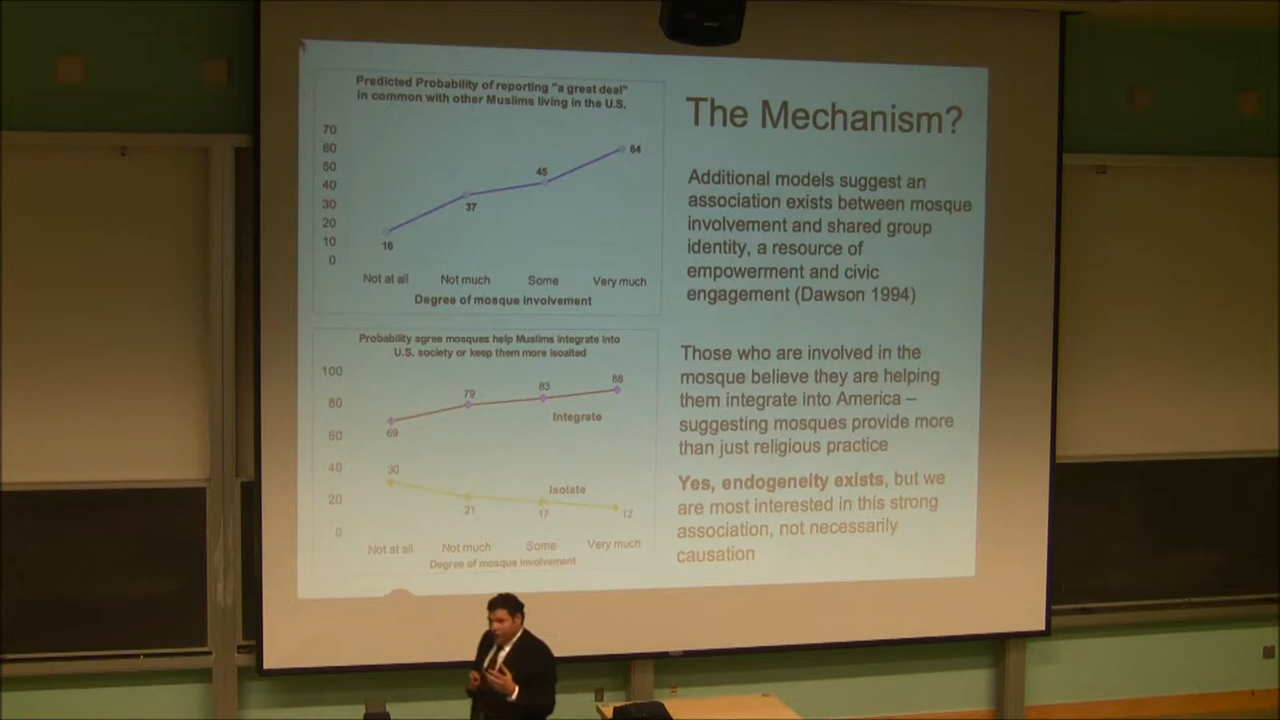 Predicted Probability of reporting "a great deal"
in common with other Muslims living in the U.S.
70
60
50
40
30
20
10
0
16
37
45
64
Not at all Not much Some Very much
Degree of mosque involvement
Probability agree mosques help Muslims integrate into
U.S. society or keep them more isoalted
100
80
60
40
20
0
69
79
83
88
Integrate
30
21
17
12
Isolate
Not at all Not much Some Very much
Degree of mosque involvement
The Mechanism?
Additional models suggest an
association exists between mosque
involvement and shared group
identity, a resource of
empowerment and civic
engagement (Dawson 1994)
Those who are involved in the
mosque believe they are helping
them integrate into America –
suggesting mosques provide more
than just religious practice
Yes, endogeneity exists, but we
are most interested in this strong
association, not necessarily
causation